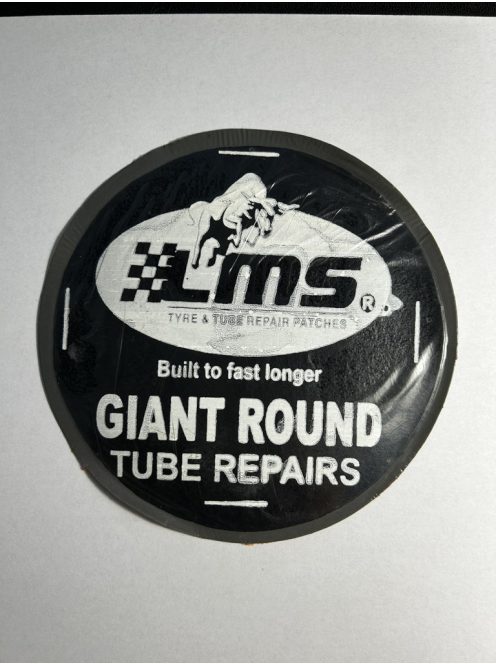 LMS ®
TYRE & TUBE REPAIR PATCHES
Built to fast longer
GIANT ROUND
TUBE REPAIRS